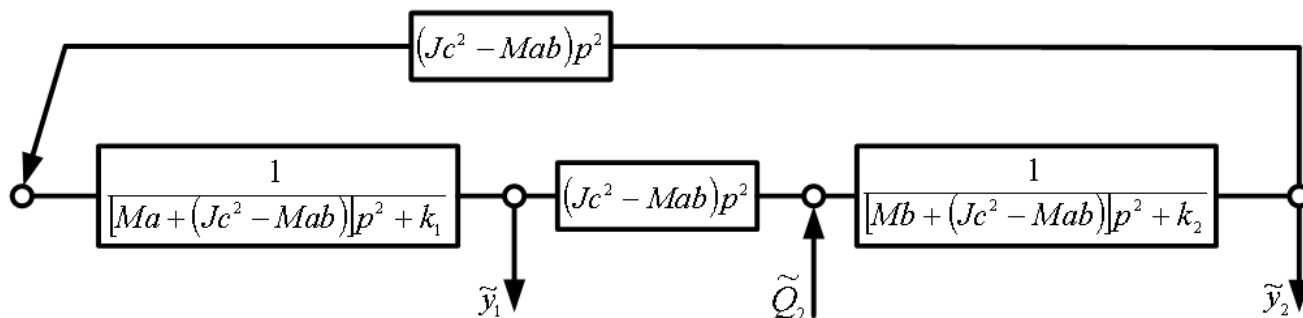 (Jc² − Mab)p²
1
[Ma + (Jc² − Mab)]p² + k₁
(Jc² − Mab)p²
1
[Mb + (Jc² − Mab)]p² + k₂
ỹ₁
Q̃₂
ỹ₂